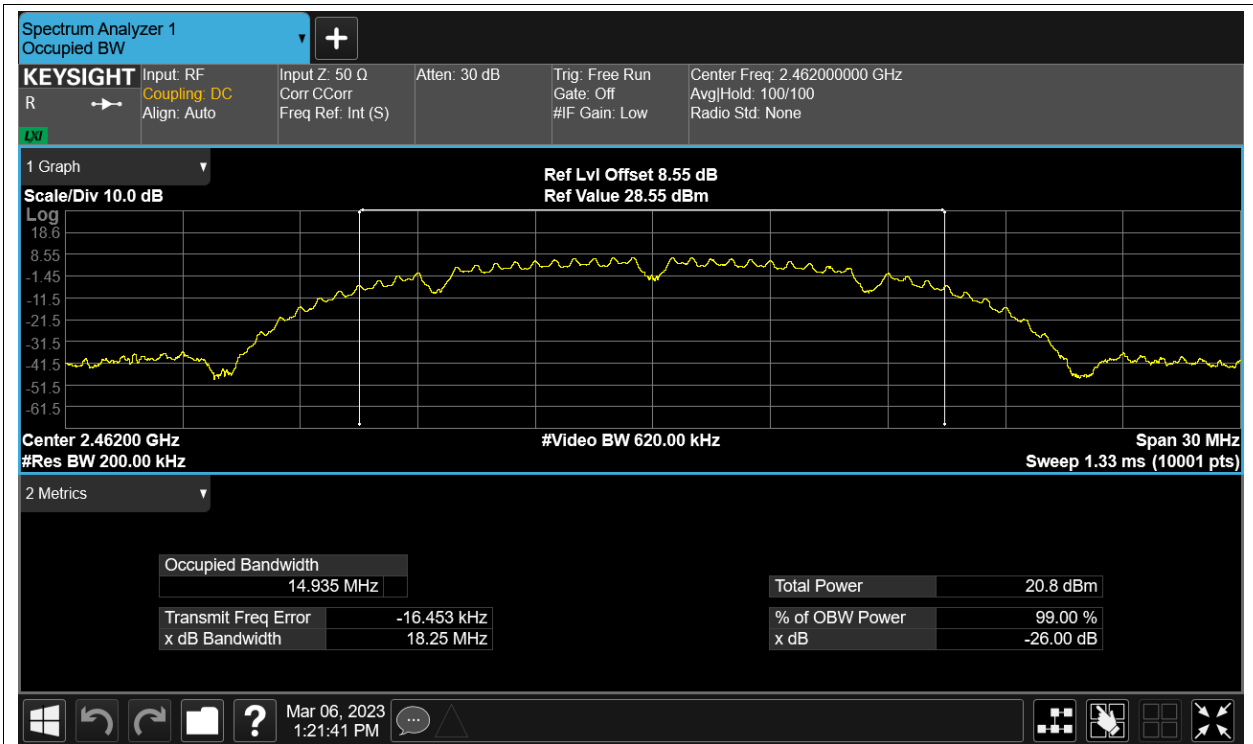 Spectrum Analyzer 1
Occupied BW
KEYSIGHT
R
LXI
Input: RF
Coupling: DC
Align: Auto
Input Z: 50 Ω
Corr CCorr
Freq Ref: Int (S)
Atten: 30 dB
Trig: Free Run
Gate: Off
#IF Gain: Low
Center Freq: 2.462000000 GHz
Avg|Hold: 100/100
Radio Std: None
1 Graph
Scale/Div 10.0 dB
Ref Lvl Offset 8.55 dB
Ref Value 28.55 dBm
Log
18.6
8.55
-1.45
-11.5
-21.5
-31.5
-41.5
-51.5
-61.5
Center 2.46200 GHz
#Video BW 620.00 kHz
Span 30 MHz
#Res BW 200.00 kHz
Sweep 1.33 ms (10001 pts)
2 Metrics
Occupied Bandwidth
14.935 MHz
Total Power 20.8 dBm
Transmit Freq Error -16.453 kHz
% of OBW Power 99.00 %
x dB Bandwidth 18.25 MHz
x dB -26.00 dB
?
Mar 06, 2023
1:21:41 PM